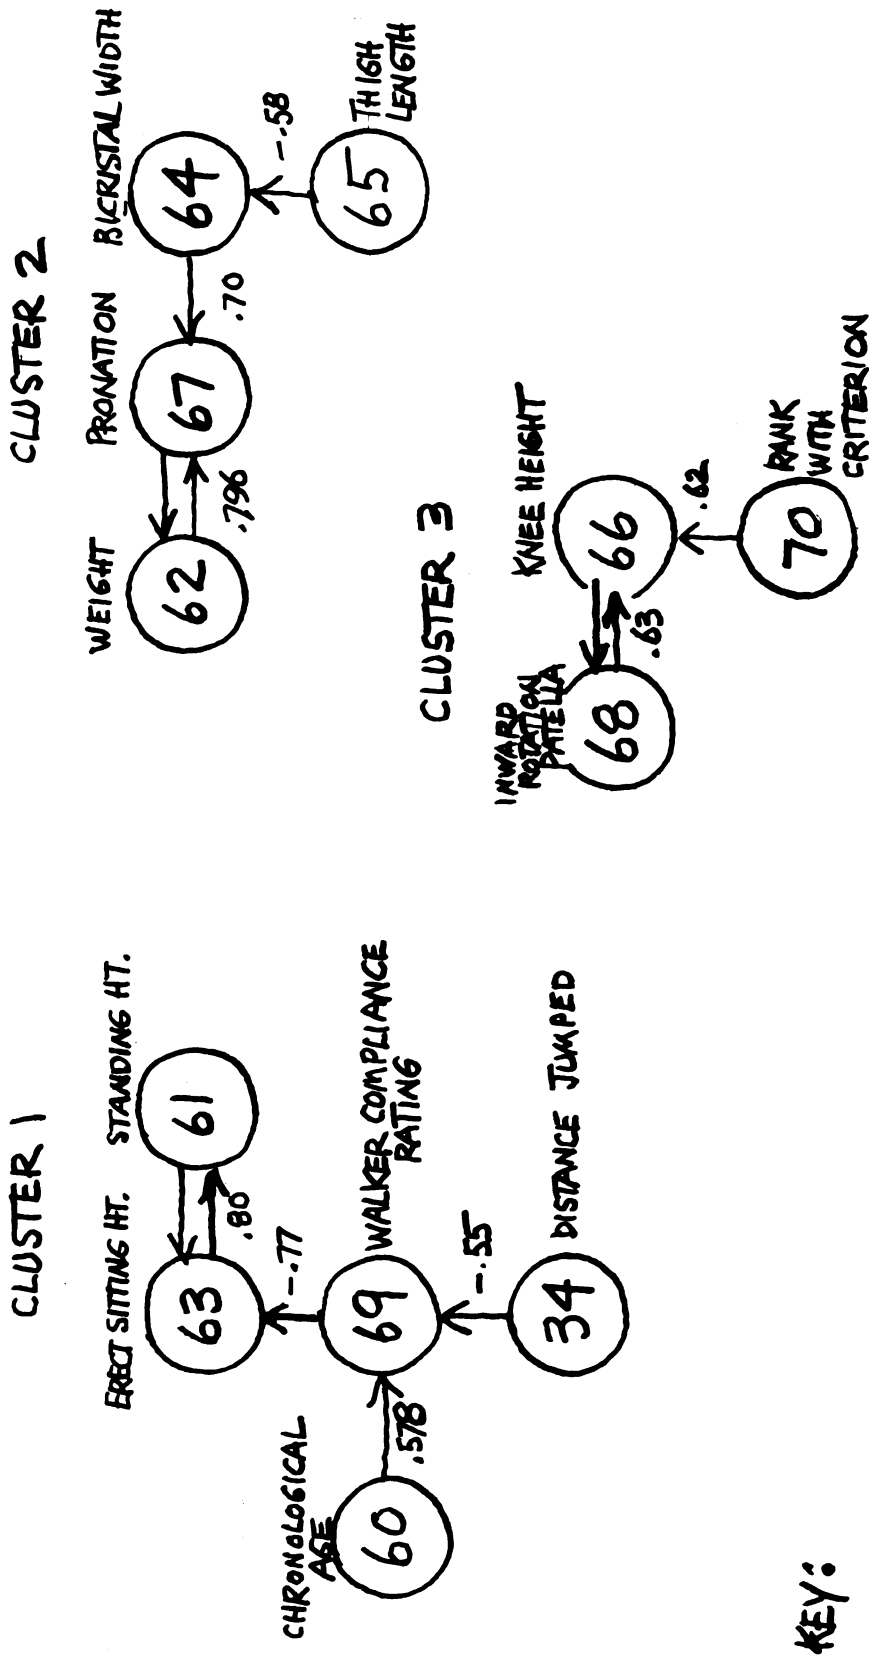 CLUSTER 1
ERECT SITTING HT.
STANDING HT.
63
61
.80
-.77
CHRONOLOGICAL
AGE
60
.578
69
WALKER COMPLIANCE
RATING
-.55
34
DISTANCE JUMPED
CLUSTER 2
WEIGHT
PRONATION
BICRISTAL WIDTH
62
67
64
.796
.70
-.58
65
THIGH
LENGTH
CLUSTER 3
INWARD
ROTATION
PATELLA
KNEE HEIGHT
68
66
.63
.62
70
RANK
WITH
CRITERION
KEY: